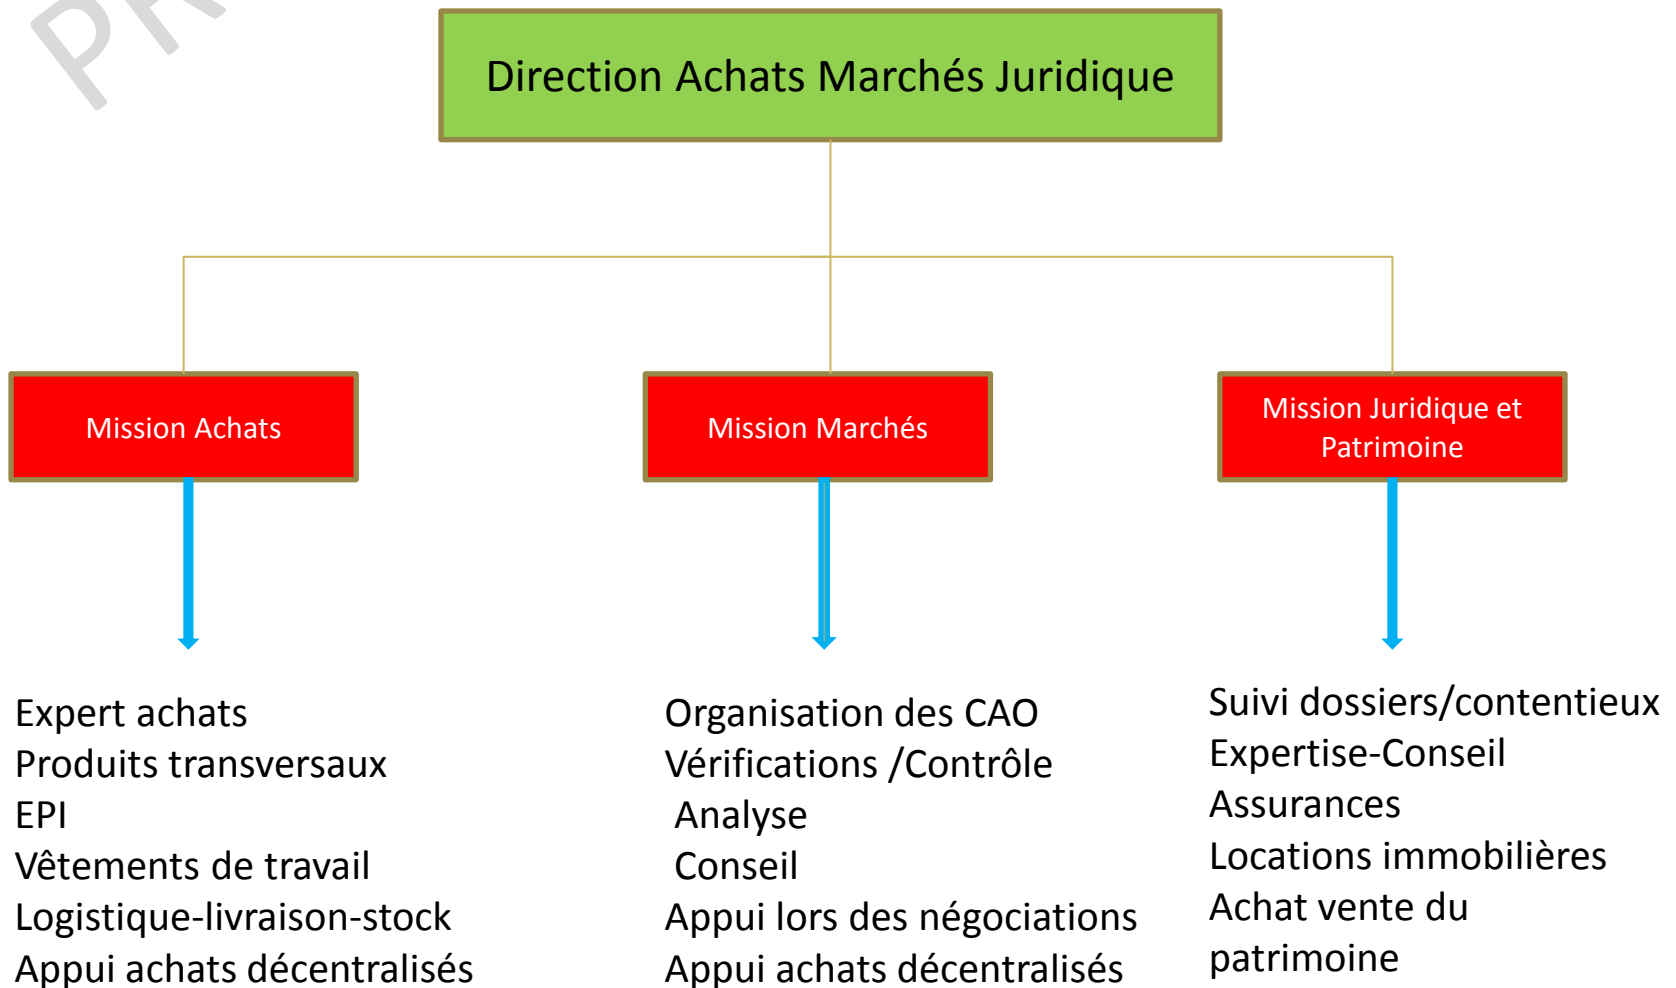 Direction Achats Marchés Juridique
Mission Achats
Mission Marchés
Mission Juridique et
Patrimoine
Expert achats
Produits transversaux
EPI
Vêtements de travail
Logistique-livraison-stock
Appui achats décentralisés
Organisation des CAO
Vérifications /Contrôle
Analyse
Conseil
Appui lors des négociations
Appui achats décentralisés
Suivi dossiers/contentieux
Expertise-Conseil
Assurances
Locations immobilières
Achat vente du
patrimoine